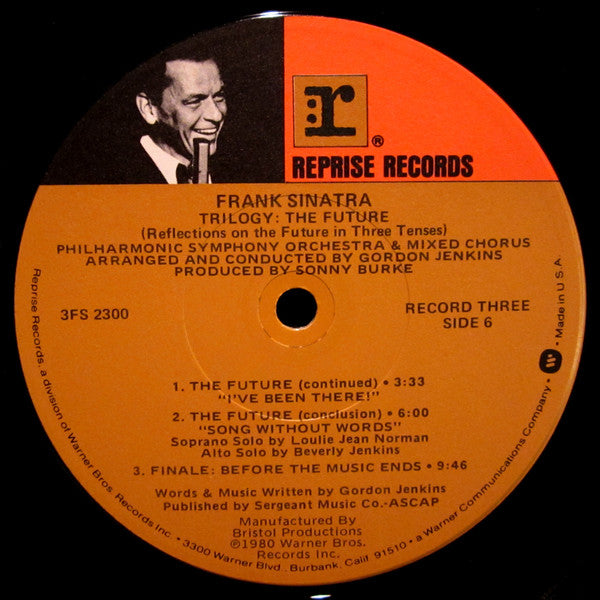 r
®
REPRISE RECORDS
FRANK SINATRA
TRILOGY: THE FUTURE
(Reflections on the Future in Three Tenses)
PHILHARMONIC SYMPHONY ORCHESTRA & MIXED CHORUS
ARRANGED AND CONDUCTED BY GORDON JENKINS
PRODUCED BY SONNY BURKE
3FS 2300
RECORD THREE
SIDE 6
1. THE FUTURE (continued) • 3:33
"I'VE BEEN THERE!"
2. THE FUTURE (conclusion) • 6:00
"SONG WITHOUT WORDS"
Soprano Solo by Loulie Jean Norman
Alto Solo by Beverly Jenkins
3. FINALE: BEFORE THE MUSIC ENDS • 9:46
Words & Music Written by Gordon Jenkins
Published by Sergeant Music Co.-ASCAP
Manufactured By
Bristol Productions
℗1980 Warner Bros.
Records Inc.
Reprise Records, a division of Warner Bros. Records Inc. • 3300 Warner Blvd., Burbank, Calif. 91510 • a Warner Communications Company. • Made in U.S.A.